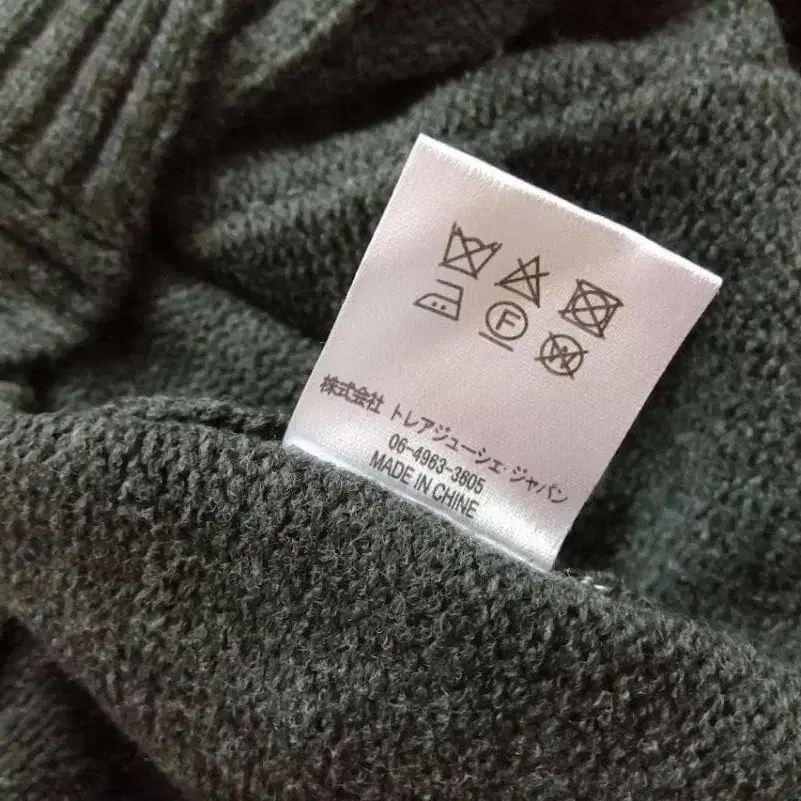 F
W
株式会社 トレアジューシェ・ジャパン
06-4963-3605
MADE IN CHINE